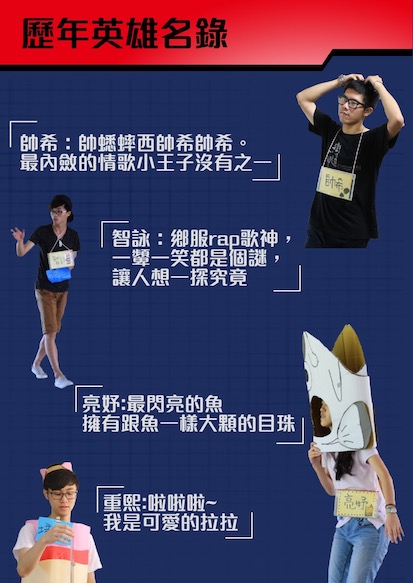 歷年英雄名錄
帥希：帥蟋蟀西帥希帥希。
最內斂的情歌小王子沒有之一
帥希
智詠：鄉服rap歌神，
一顰一笑都是個謎，
讓人想一探究竟
亮妤:最閃亮的魚
擁有跟魚一樣大顆的目珠
亮妤
重熙:啦啦啦~
我是可愛的拉拉